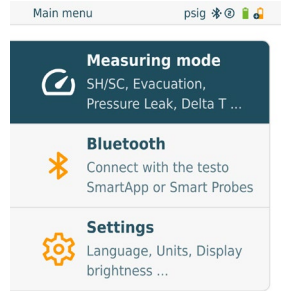 Main menu psig ②
Measuring mode
SH/SC, Evacuation,
Pressure Leak, Delta T ...
Bluetooth
Connect with the testo
SmartApp or Smart Probes
Settings
Language, Units, Display
brightness ...